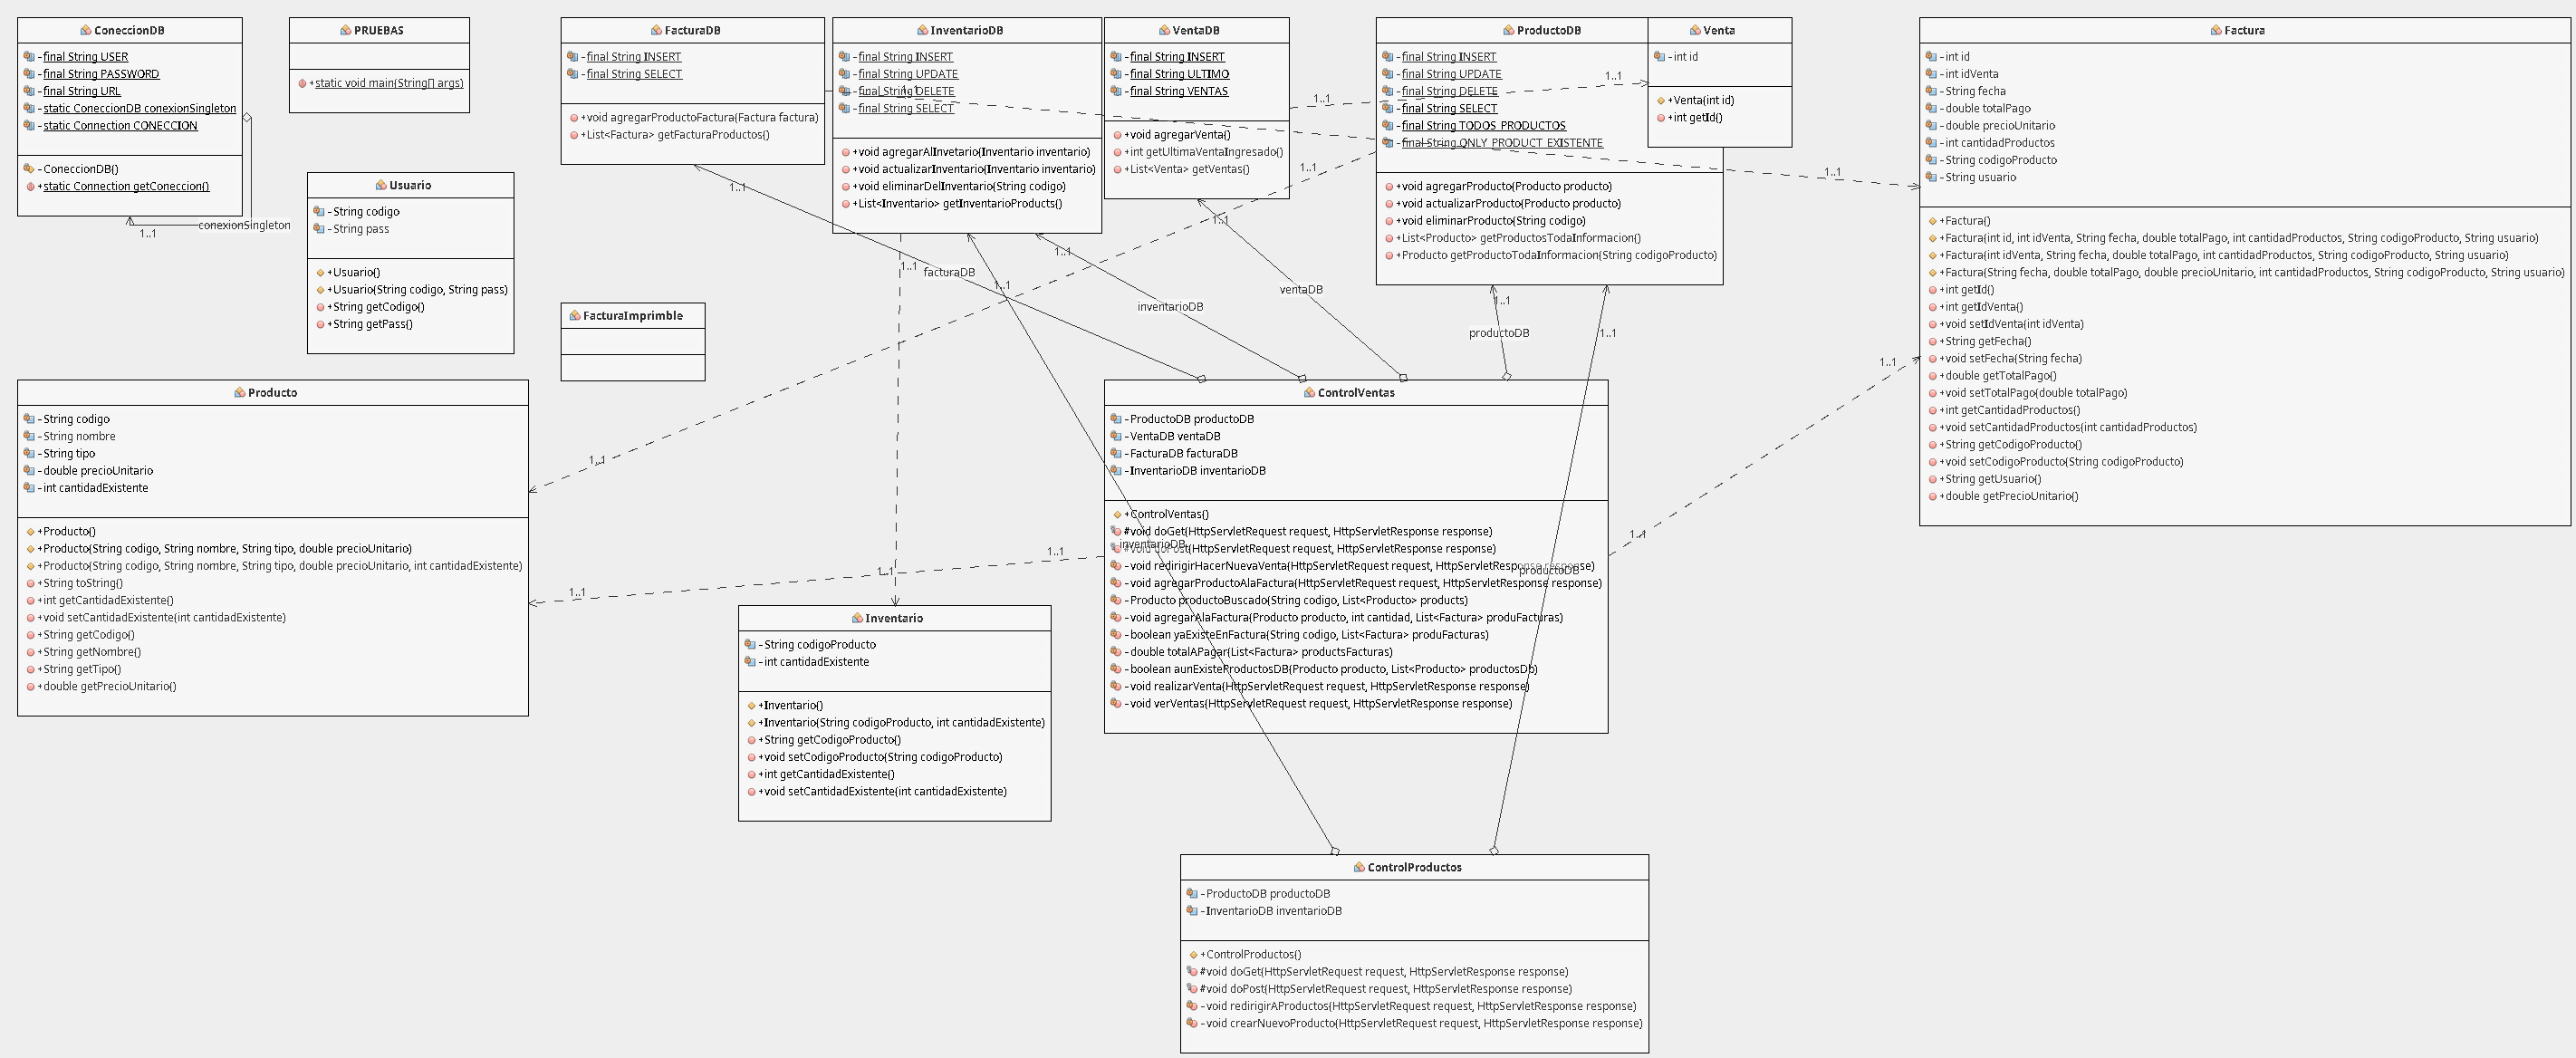 ConeccionDB
-final String USER
-final String PASSWORD
-final String URL
-static ConeccionDB conexionSingleton
-static Connection CONECCION
-ConeccionDB()
+static Connection getConeccion()
1..1
conexionSingleton
PRUEBAS
+static void main(String[] args)
Usuario
-String codigo
-String pass
+Usuario()
+Usuario(String codigo, String pass)
+String getCodigo()
+String getPass()
FacturaDB
-final String INSERT
-final String SELECT
+void agregarProductoFactura(Factura factura)
+List<Factura> getFacturaProductos()
InventarioDB
-final String INSERT
-final String UPDATE
-final String DELETE
-final String SELECT
+void agregarAlInvetario(Inventario inventario)
+void actualizarInventario(Inventario inventario)
+void eliminarDelInventario(String codigo)
+List<Inventario> getInventarioProducts()
VentaDB
-final String INSERT
-final String ULTIMO
-final String VENTAS
+void agregarVenta()
+int getUltimaVentaIngresado()
+List<Venta> getVentas()
ProductoDB
-final String INSERT
-final String UPDATE
-final String DELETE
-final String SELECT
-final String TODOS_PRODUCTOS
-final String ONLY_PRODUCT_EXISTENTE
+void agregarProducto(Producto producto)
+void actualizarProducto(Producto producto)
+void eliminarProducto(String codigo)
+List<Producto> getProductosTodaInformacion()
+Producto getProductoTodaInformacion(String codigoProducto)
Venta
-int id
+Venta(int id)
+int getId()
Factura
-int id
-int idVenta
-String fecha
-double totalPago
-double precioUnitario
-int cantidadProductos
-String codigoProducto
-String usuario
+Factura()
+Factura(int id, int idVenta, String fecha, double totalPago, int cantidadProductos, String codigoProducto, String usuario)
+Factura(int idVenta, String fecha, double totalPago, int cantidadProductos, String codigoProducto, String usuario)
+Factura(String fecha, double totalPago, double precioUnitario, int cantidadProductos, String codigoProducto, String usuario)
+int getId()
+int getIdVenta()
+void setIdVenta(int idVenta)
+String getFecha()
+void setFecha(String fecha)
+double getTotalPago()
+void setTotalPago(double totalPago)
+int getCantidadProductos()
+void setCantidadProductos(int cantidadProductos)
+String getCodigoProducto()
+void setCodigoProducto(String codigoProducto)
+String getUsuario()
+double getPrecioUnitario()
1..1
1..1
1..1
1..1
1..1
1..1
1..1
1..1
1..1
1..1
facturaDB
1..1
inventarioDB
ventaDB
1..1
productoDB
1..1
FacturaImprimble
Producto
-String codigo
-String nombre
-String tipo
-double precioUnitario
-int cantidadExistente
+Producto()
+Producto(String codigo, String nombre, String tipo, double precioUnitario)
+Producto(String codigo, String nombre, String tipo, double precioUnitario, int cantidadExistente)
+String toString()
+int getCantidadExistente()
+void setCantidadExistente(int cantidadExistente)
+String getCodigo()
+String getNombre()
+String getTipo()
+double getPrecioUnitario()
1..1
1..1
1..1
1..1
1..1
1..1
ControlVentas
-ProductoDB productoDB
-VentaDB ventaDB
-FacturaDB facturaDB
-InventarioDB inventarioDB
+ControlVentas()
#void doGet(HttpServletRequest request, HttpServletResponse response)
#void doPost(HttpServletRequest request, HttpServletResponse response)
inventarioDB
-void redirigirHacerNuevaVenta(HttpServletRequest request, HttpServletResponse response)
productoDB
-void agregarProductoAlaFactura(HttpServletRequest request, HttpServletResponse response)
-Producto productoBuscado(String codigo, List<Producto> products)
-void agregarAlaFactura(Producto producto, int cantidad, List<Factura> produFacturas)
-boolean yaExisteEnFactura(String codigo, List<Factura> produFacturas)
-double totalAPagar(List<Factura> productsFacturas)
-boolean aunExisteProductosDB(Producto producto, List<Producto> productosDb)
-void realizarVenta(HttpServletRequest request, HttpServletResponse response)
-void verVentas(HttpServletRequest request, HttpServletResponse response)
Inventario
-String codigoProducto
-int cantidadExistente
+Inventario()
+Inventario(String codigoProducto, int cantidadExistente)
+String getCodigoProducto()
+void setCodigoProducto(String codigoProducto)
+int getCantidadExistente()
+void setCantidadExistente(int cantidadExistente)
ControlProductos
-ProductoDB productoDB
-InventarioDB inventarioDB
+ControlProductos()
#void doGet(HttpServletRequest request, HttpServletResponse response)
#void doPost(HttpServletRequest request, HttpServletResponse response)
-void redirigirAProductos(HttpServletRequest request, HttpServletResponse response)
-void crearNuevoProducto(HttpServletRequest request, HttpServletResponse response)